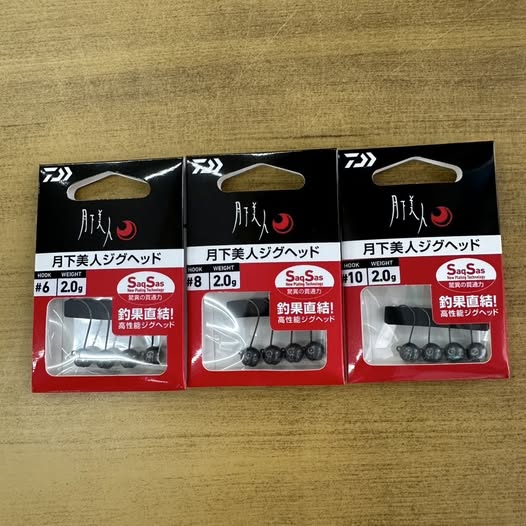 月下美人
月下美人ジグヘッド
HOOK
#6
WEIGHT
2.0g
SaqSas
New Plating Technology
驚異の貫通力
釣果直結!
高性能ジグヘッド
月下美人
月下美人ジグヘッド
HOOK
#8
WEIGHT
2.0g
SaqSas
New Plating Technology
驚異の貫通力
釣果直結!
高性能ジグヘッド
月下美人
月下美人ジグヘッド
HOOK
#10
WEIGHT
2.0g
SaqSas
New Plating Technology
驚異の貫通力
釣果直結!
高性能ジグヘッド